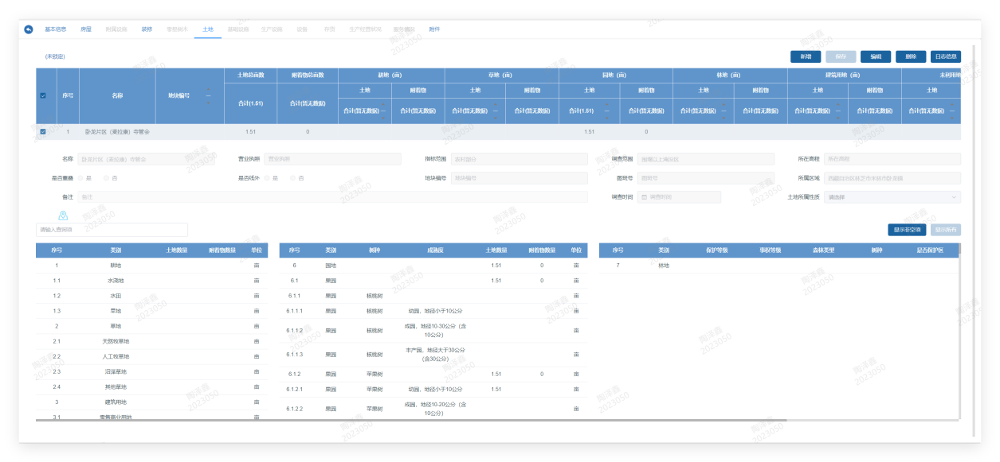 基本信息 房屋 附属设施 装修 零星树木 土地 基础设施 生产设施 设备 存货 生产经营状况 服务情况 附件
(未锁定)
新增 保存 编辑 删除 日志信息
序号 名称 地块编号 土地总亩数 附着物总亩数 耕地 (亩) 草地 (亩) 园地 (亩) 林地 (亩) 建筑用地 (亩) 未利用地
土地 附着物 土地 附着物 土地 附着物 土地 附着物 土地 附着物 土地
合计(1.51) 合计(暂无数据) 合计(暂无数据) 合计(暂无数据) 合计(暂无数据) 合计(暂无数据) 合计(1.51) 合计(暂无数据) 合计(暂无数据) 合计(暂无数据) 合计(暂无数据) 合计(暂无数据) 合计(暂无数据)
1 卧龙片区 (麦拉康) 寺管会 1.51 0 1.51 0
名称 卧龙片区 (麦拉康) 寺管会 营业执照 营业执照 指标范围 农村部分 调查范围 所在高程 所在高程
是否重叠 是 否 是否线外 是 否 地块编号 地块编号 图斑号 图斑号 所属区域 西藏自治区林芝市米林市卧龙镇
备注 备注 调查时间 调查时间 土地所属性质 请选择
请输入查询项
显示非空项 显示所有
序号 类别 土地数量 附着物数量 单位
1 耕地 亩
1.1 水浇地 亩
1.2 水田 亩
1.3 旱地 亩
2 草地 亩
2.1 天然牧草地 亩
2.2 人工牧草地 亩
2.3 沼泽草地 亩
2.4 其他草地 亩
3 建筑用地 亩
3.1 零售商业用地 亩
序号 类别 树种 成熟度 土地数量 附着物数量 单位
6 园地 1.51 0 亩
6.1 果园 1.51 0 亩
6.1.1 果园 核桃树 亩
6.1.1.1 果园 核桃树 幼园，地径小于10公分 亩
6.1.1.2 果园 核桃树 成园，地径10-30公分（含
10公分） 亩
6.1.1.3 果园 核桃树 丰产园，地径大于30公分
（含30公分） 亩
6.1.2 果园 苹果树 1.51 0 亩
6.1.2.1 果园 苹果树 幼园，地径小于10公分 1.51 亩
6.1.2.2 果园 苹果树 成园，地径10-20公分（含
10公分） 亩
序号 类别 保护等级 事权等级 森林类型 树种 是否保护区
7 林地
陶泽鑫
2023050